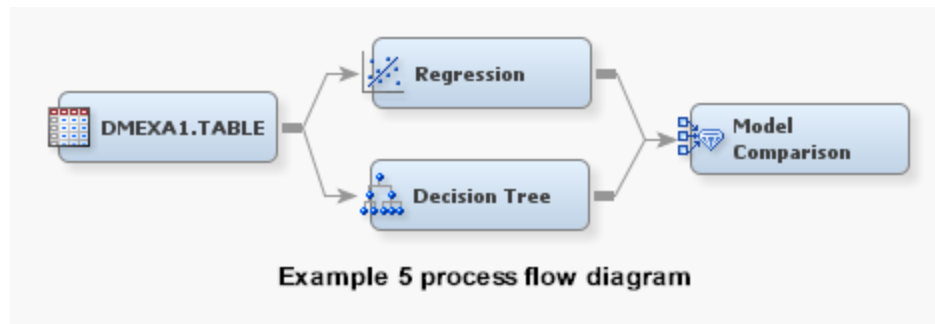 DMEXA1.TABLE
Regression
Decision Tree
Model
Comparison
Example 5 process flow diagram